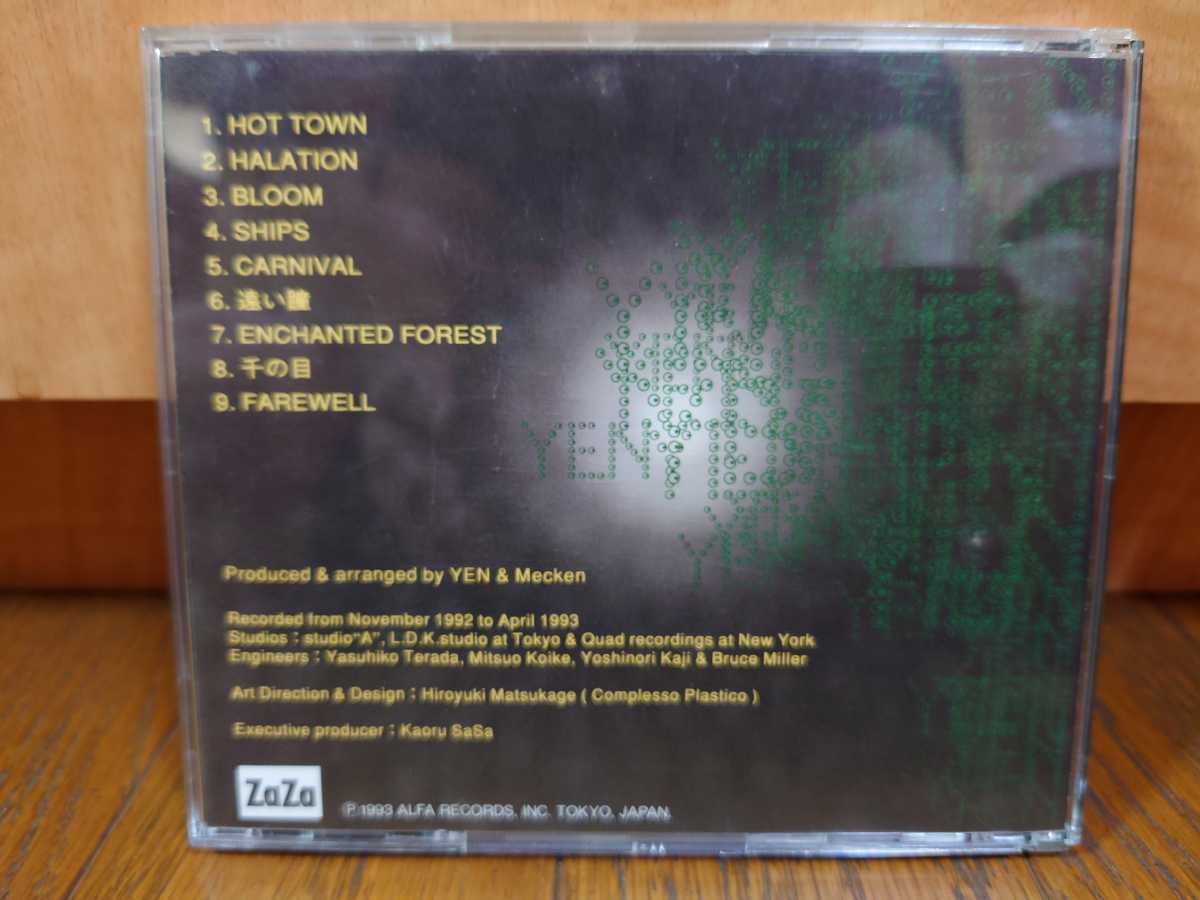 1. HOT TOWN
2. HALATION
3. BLOOM
4. SHIPS
5. CARNIVAL
6. 遠い瞳
7. ENCHANTED FOREST
8. 千の目
9. FAREWELL
YEN
Produced & arranged by YEN & Mecken
Recorded from November 1992 to April 1993
Studios：studio"A", L.D.K.studio at Tokyo & Quad recordings at New York
Engineers：Yasuhiko Terada, Mitsuo Koike, Yoshinori Kaji & Bruce Miller
Art Direction & Design：Hiroyuki Matsukage ( Complesso Plastico )
Executive producer：Kaoru SaSa
ZaZa
℗ 1993 ALFA RECORDS, INC. TOKYO, JAPAN.